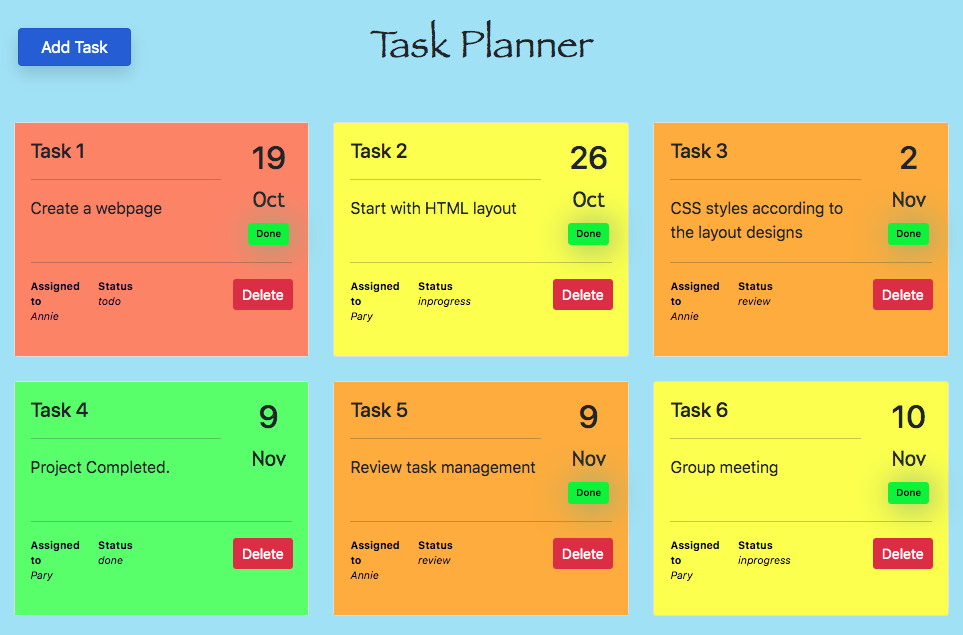 Add Task
Task Planner
Task 1
19
Oct
Create a webpage
Done
Assigned
to
Annie
Status
todo
Delete
Task 2
26
Oct
Start with HTML layout
Done
Assigned
to
Pary
Status
inprogress
Delete
Task 3
2
Nov
CSS styles according to
the layout designs
Done
Assigned
to
Annie
Status
review
Delete
Task 4
9
Nov
Project Completed.
Assigned
to
Pary
Status
done
Delete
Task 5
9
Nov
Review task management
Done
Assigned
to
Annie
Status
review
Delete
Task 6
10
Nov
Group meeting
Done
Assigned
to
Pary
Status
inprogress
Delete